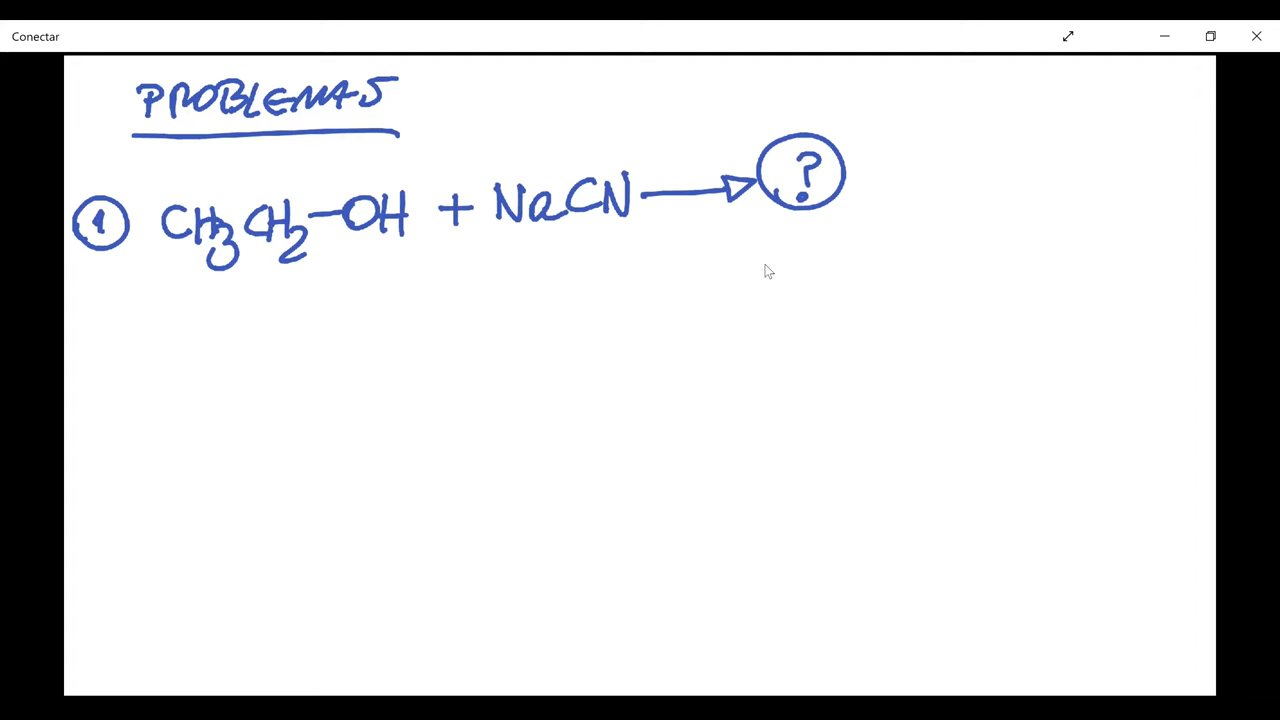 Conectar
PROBLEMAS
1 CH3CH2-OH + NaCN → ?